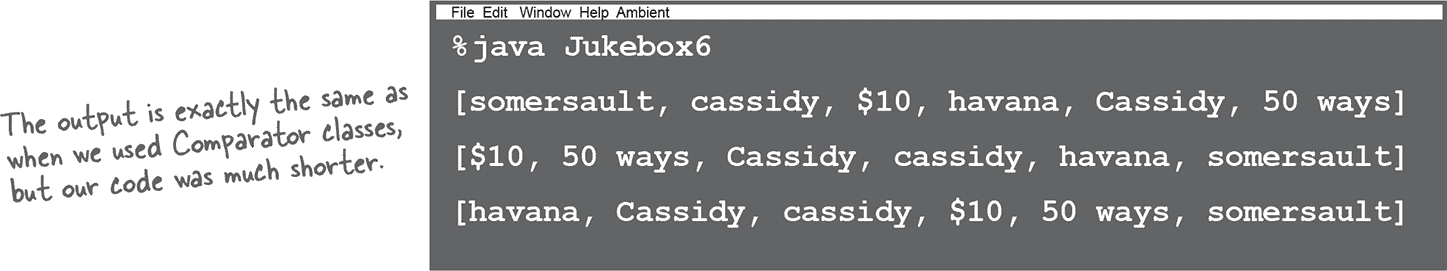 The output is exactly the same as
when we used Comparator classes,
but our code was much shorter.
File Edit Window Help Ambient
%java Jukebox6
[somersault, cassidy, $10, havana, Cassidy, 50 ways]
[$10, 50 ways, Cassidy, cassidy, havana, somersault]
[havana, Cassidy, cassidy, $10, 50 ways, somersault]